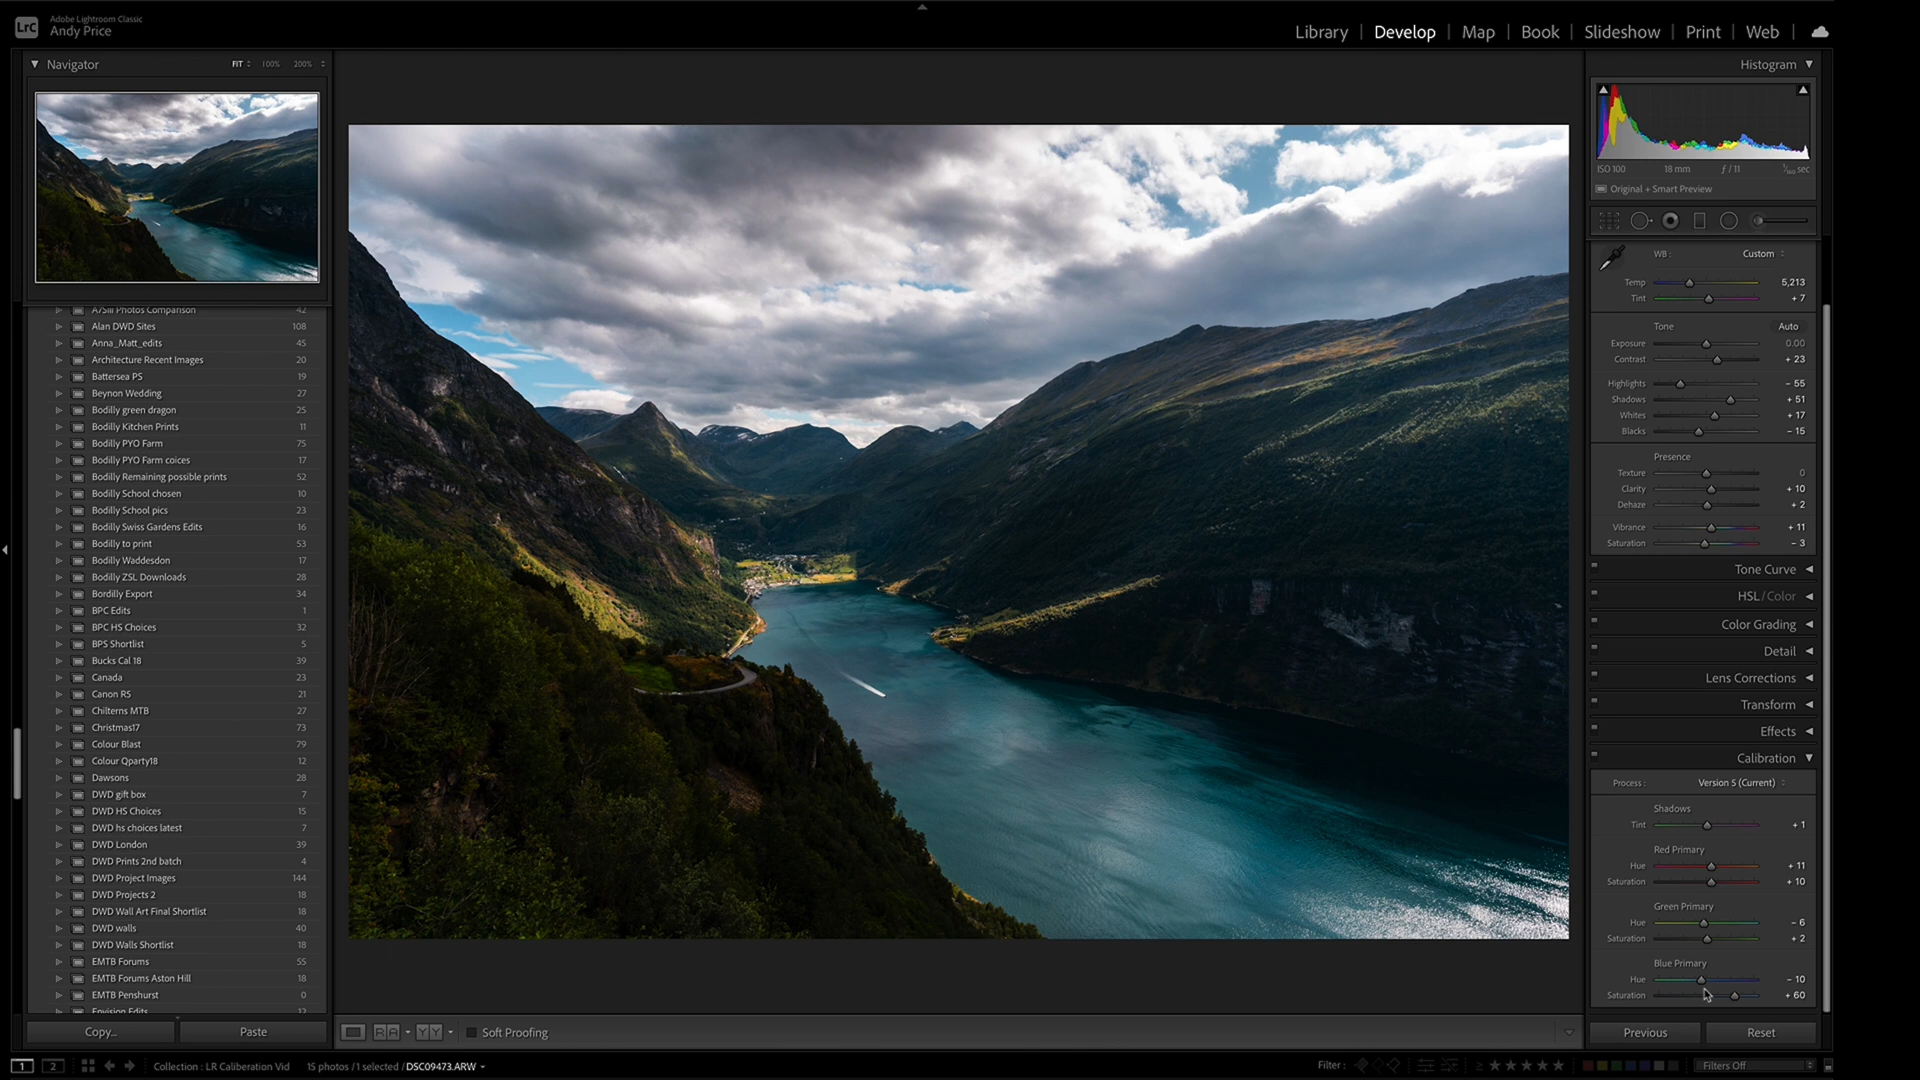 Adobe Lightroom Classic
Andy Price
LrC
Library | Develop | Map | Book | Slideshow | Print | Web
Navigator FIT 100% 200%
A7Siii Photos Comparison 42
Alan DWD Sites 108
Anna_Matt_edits 45
Architecture Recent Images 20
Battersea PS 19
Beynon Wedding 27
Bodilly green dragon 25
Bodilly Kitchen Prints 11
Bodilly PYO Farm 75
Bodilly PYO Farm coices 17
Bodilly Remaining possible prints 52
Bodilly School chosen 10
Bodilly School pics 23
Bodilly Swiss Gardens Edits 16
Bodilly to print 53
Bodilly Waddesdon 17
Bodilly ZSL Downloads 28
Bordilly Export 34
BPC Edits 1
BPC HS Choices 32
BPS Shortlist 5
Bucks Cal 18 39
Canada 23
Canon R5 21
Chilterns MTB 27
Christmas17 73
Colour Blast 79
Colour Qparty18 12
Dawsons 28
DWD gift box 7
DWD HS Choices 15
DWD hs choices latest 7
DWD London 39
DWD Prints 2nd batch 4
DWD Project Images 144
DWD Projects 2 18
DWD Wall Art Final Shortlist 18
DWD walls 40
DWD Walls Shortlist 18
EMTB Forums 55
EMTB Forums Aston Hill 18
EMTB Penshurst 0
Envision Edits 12
Copy... Paste
Soft Proofing
Histogram
ISO 100 18 mm ƒ / 11 sec
Original + Smart Preview
WB : Custom
Temp 5,213
Tint + 7
Tone Auto
Exposure 0.00
Contrast + 23
Highlights − 55
Shadows + 51
Whites + 17
Blacks − 15
Presence
Texture 0
Clarity + 10
Dehaze + 2
Vibrance + 11
Saturation − 3
Tone Curve
HSL / Color
Color Grading
Detail
Lens Corrections
Transform
Effects
Calibration
Process : Version 5 (Current)
Shadows
Tint + 1
Red Primary
Hue + 11
Saturation + 10
Green Primary
Hue − 6
Saturation + 2
Blue Primary
Hue − 10
Saturation + 60
Previous Reset
1 2 Collection : LR Caliberation Vid 15 photos / 1 selected / DSC09473.ARW Filter : ≥ Filters Off